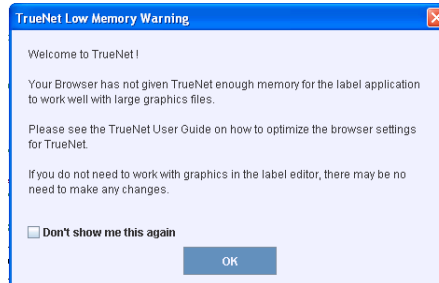 TrueNet Low Memory Warning
Welcome to TrueNet !
Your Browser has not given TrueNet enough memory for the label application
to work well with large graphics files.
Please see the TrueNet User Guide on how to optimize the browser settings
for TrueNet.
If you do not need to work with graphics in the label editor, there may be no
need to make any changes.
Don't show me this again
OK